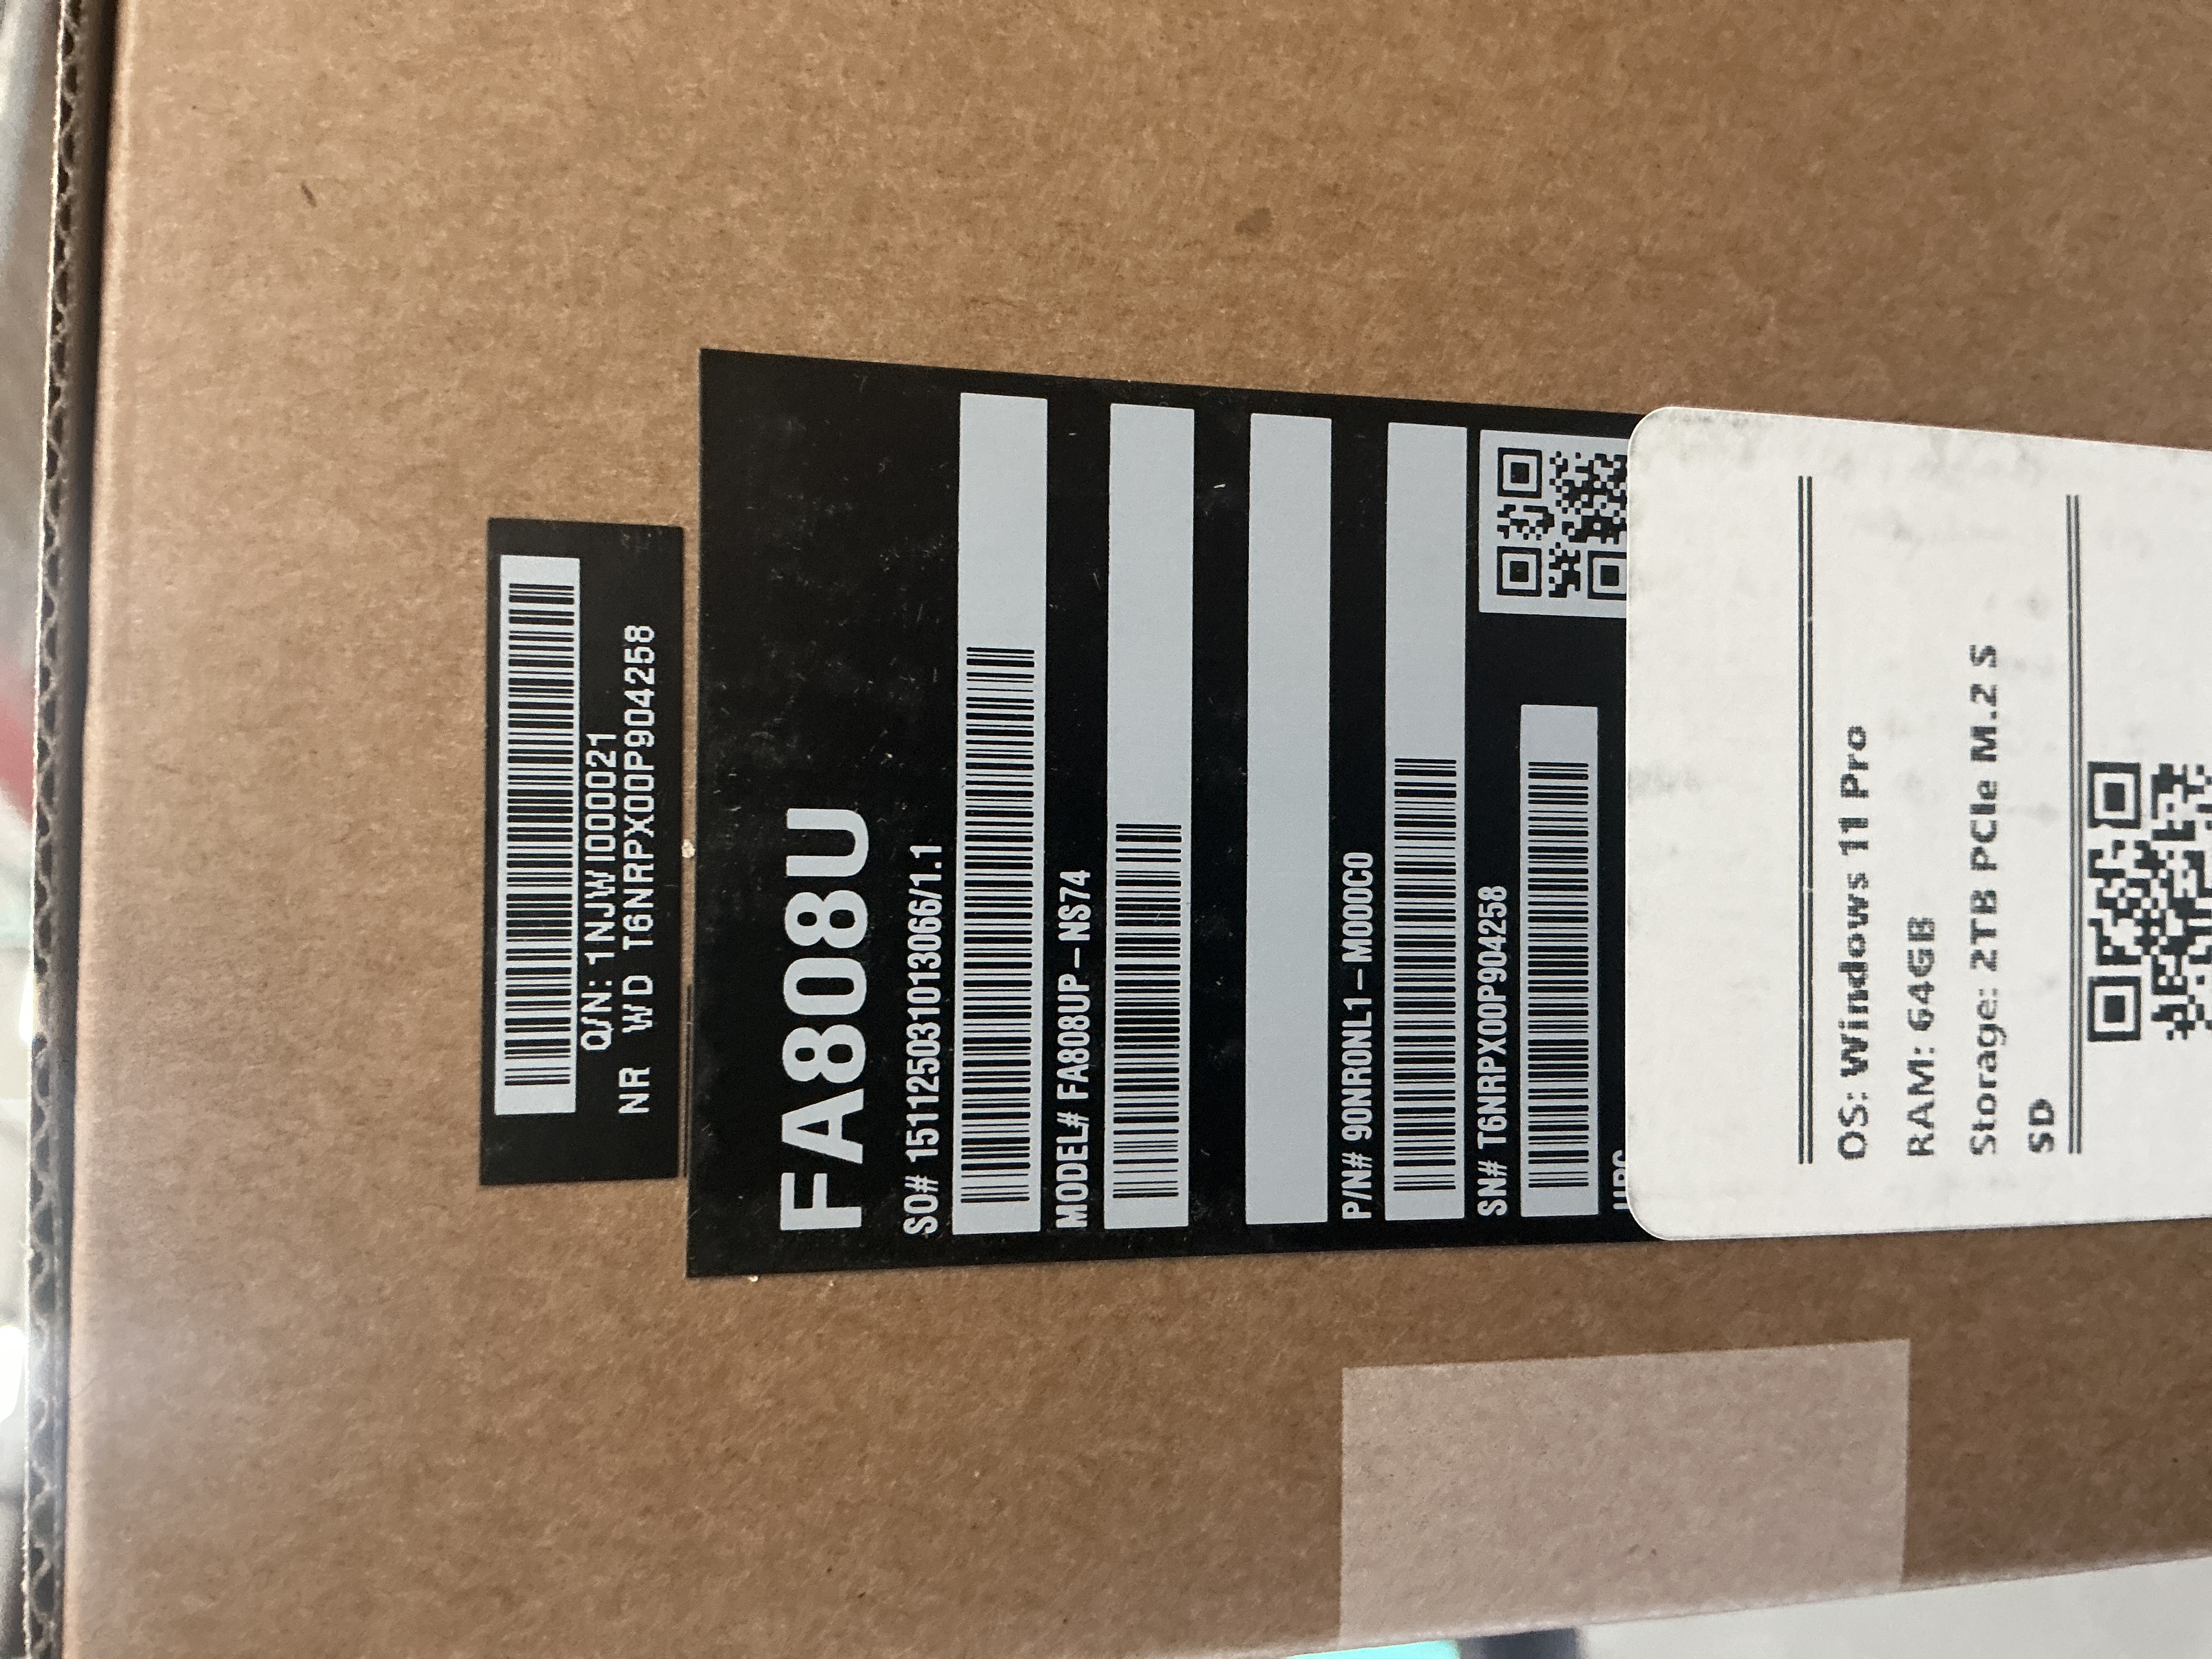 Q/N: 1NJWI000021
NR WD T6NRPX00P904258
FA808U
SO# 151125031013066/1.1
MODEL# FA808UP-NS74
P/N# 90NR0NL1-M000C0
SN# T6NRPX00P904258
OS: Windows 11 Pro
RAM: 64GB
Storage: 2TB PCIe M.2 S
SD